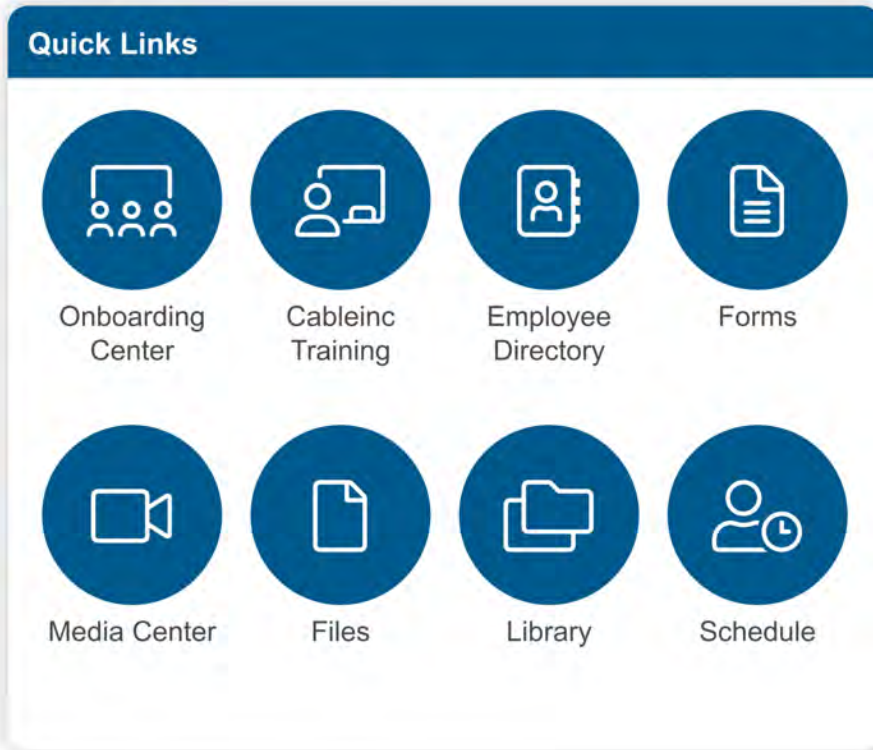 Quick Links
Onboarding
Center
Cableinc
Training
Employee
Directory
Forms
Media Center
Files
Library
Schedule